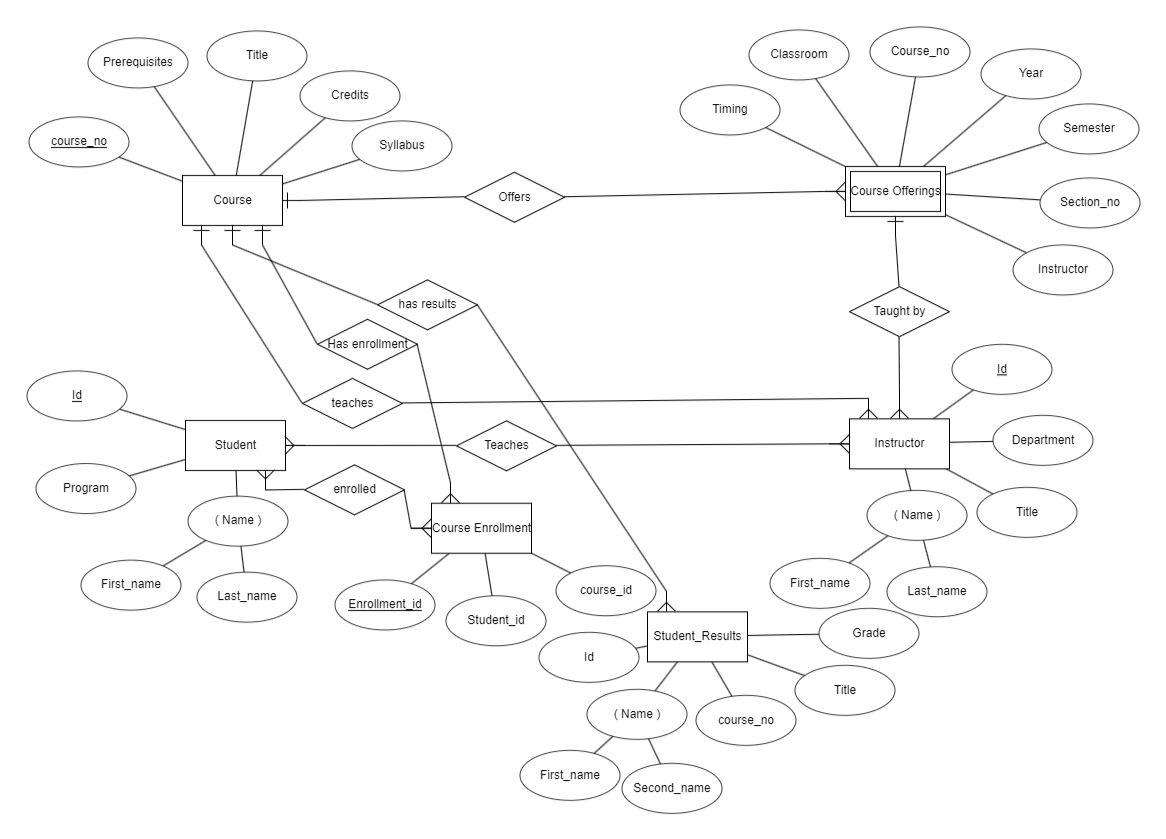 Prerequisites
Title
Credits
course_no
Syllabus
Course
Offers
Classroom
Course_no
Year
Timing
Semester
Course Offerings
Section_no
Instructor
has results
Taught by
Has enrollment
teaches
Id
Id
Student
Teaches
Instructor
Department
Program
enrolled
( Name )
Course Enrollment
( Name )
Title
First_name
Last_name
Enrollment_id
Student_id
course_id
First_name
Last_name
Student_Results
Grade
Id
Title
( Name )
course_no
First_name
Second_name